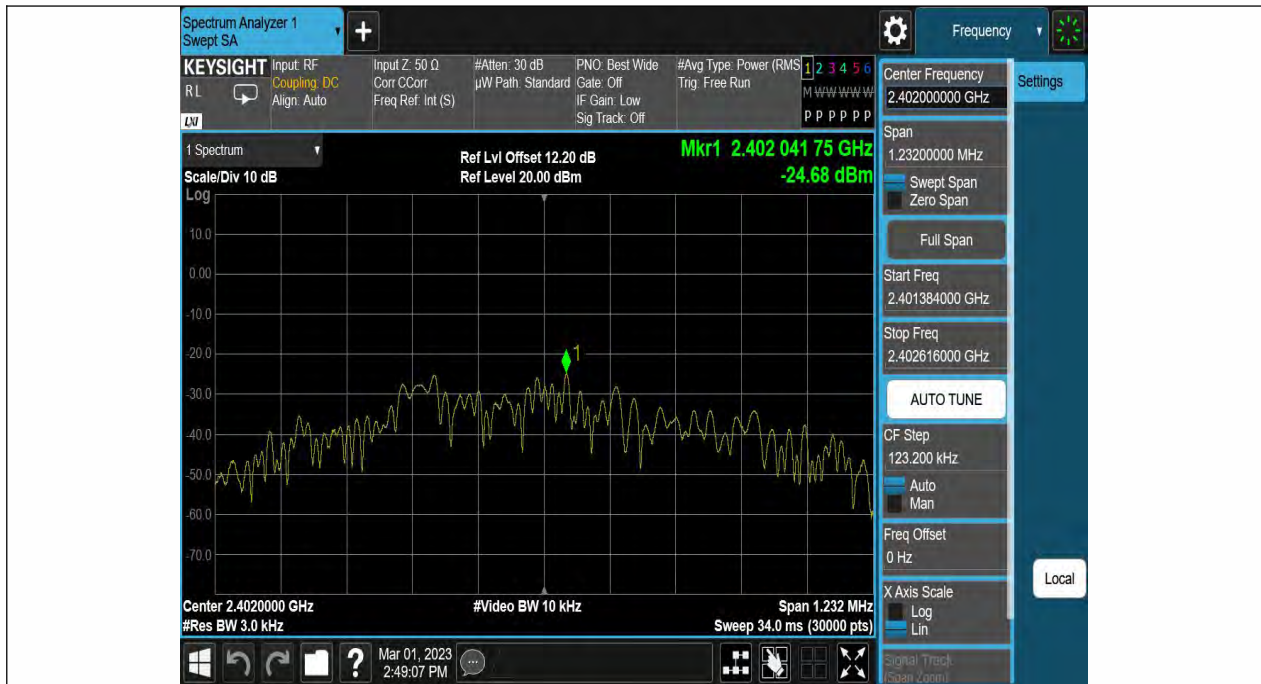 Spectrum Analyzer 1
Swept SA
+
Frequency
KEYSIGHT
RL
LXI
Input: RF
Coupling: DC
Align: Auto
Input Z: 50 Ω
Corr CCorr
Freq Ref: Int (S)
#Atten: 30 dB
µW Path: Standard
PNO: Best Wide
Gate: Off
IF Gain: Low
Sig Track: Off
#Avg Type: Power (RMS
Trig: Free Run
1 2 3 4 5 6
M W W W W W
P P P P P P
1 Spectrum
Scale/Div 10 dB
Ref Lvl Offset 12.20 dB
Ref Level 20.00 dBm
Mkr1 2.402 041 75 GHz
-24.68 dBm
Log
10.0
0.00
-10.0
-20.0
-30.0
-40.0
-50.0
-60.0
-70.0
1
Center 2.4020000 GHz
#Res BW 3.0 kHz
#Video BW 10 kHz
Span 1.232 MHz
Sweep 34.0 ms (30000 pts)
Center Frequency
2.402000000 GHz
Settings
Span
1.23200000 MHz
Swept Span
Zero Span
Full Span
Start Freq
2.401384000 GHz
Stop Freq
2.402616000 GHz
AUTO TUNE
CF Step
123.200 kHz
Auto
Man
Freq Offset
0 Hz
X Axis Scale
Log
Lin
Local
Signal Track
(Span Zoom)
?
Mar 01, 2023
2:49:07 PM